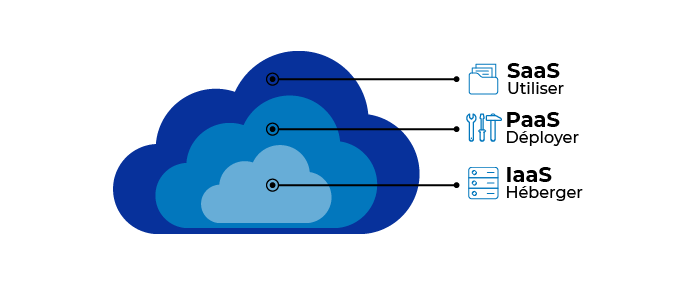 SaaS
Utiliser
PaaS
Déployer
IaaS
Héberger